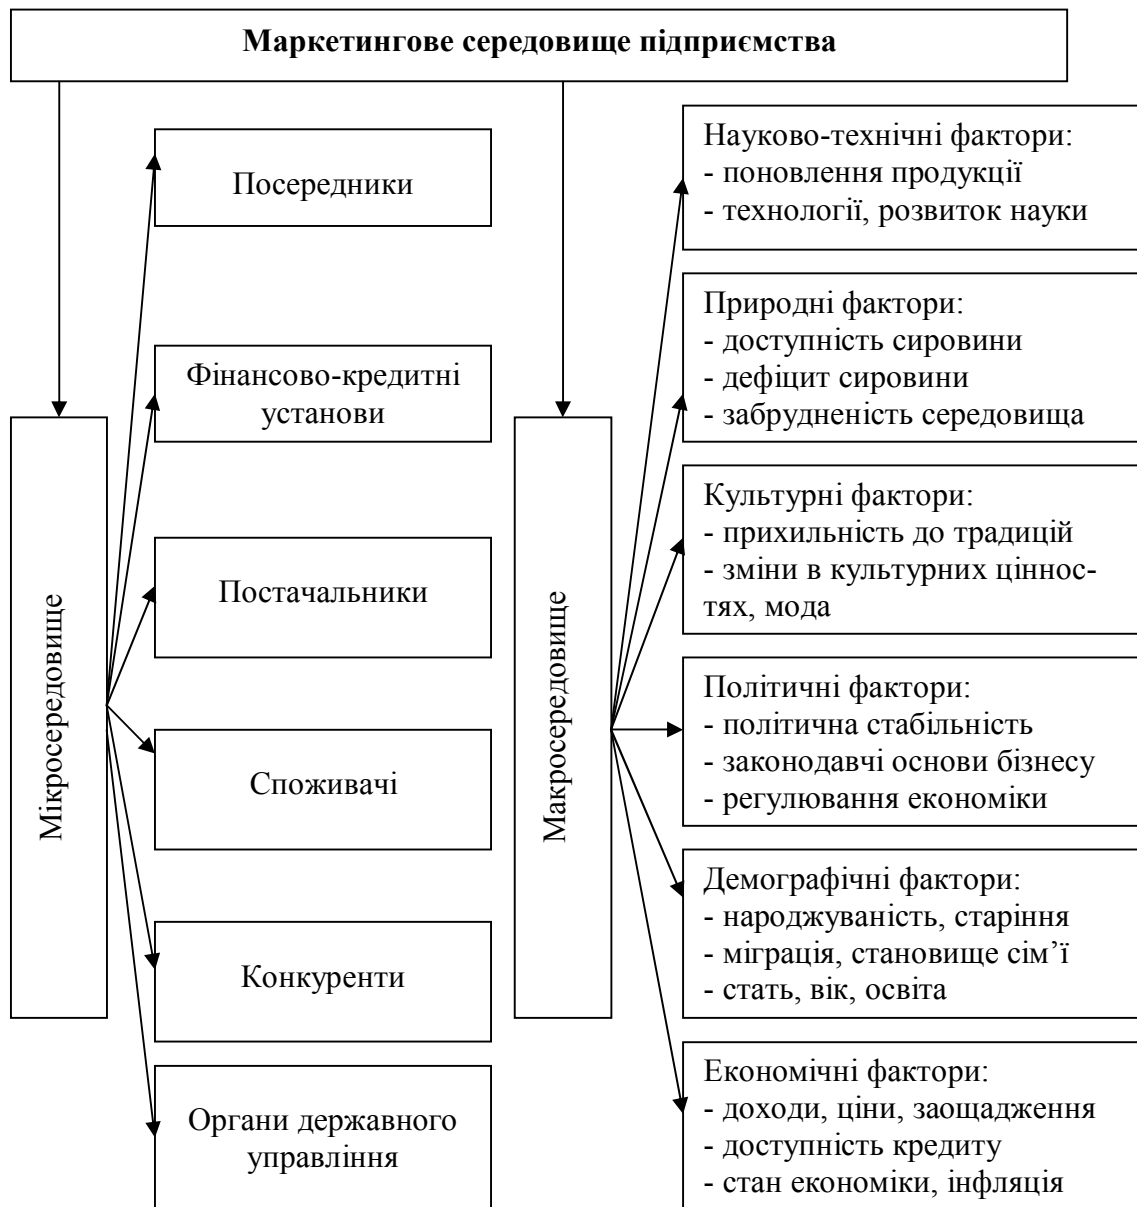 Маркетингове середовище підприємства
Мікросередовище
Посередники
Фінансово-кредитні
установи
Постачальники
Споживачі
Конкуренти
Органи державного
управління
Макросередовище
Науково-технічні фактори:
- поновлення продукції
- технології, розвиток науки
Природні фактори:
- доступність сировини
- дефіцит сировини
- забрудненість середовища
Культурні фактори:
- прихильність до традицій
- зміни в культурних ціннос-
тях, мода
Політичні фактори:
- політична стабільність
- законодавчі основи бізнесу
- регулювання економіки
Демографічні фактори:
- народжуваність, старіння
- міграція, становище сім’ї
- стать, вік, освіта
Економічні фактори:
- доходи, ціни, заощадження
- доступність кредиту
- стан економіки, інфляція